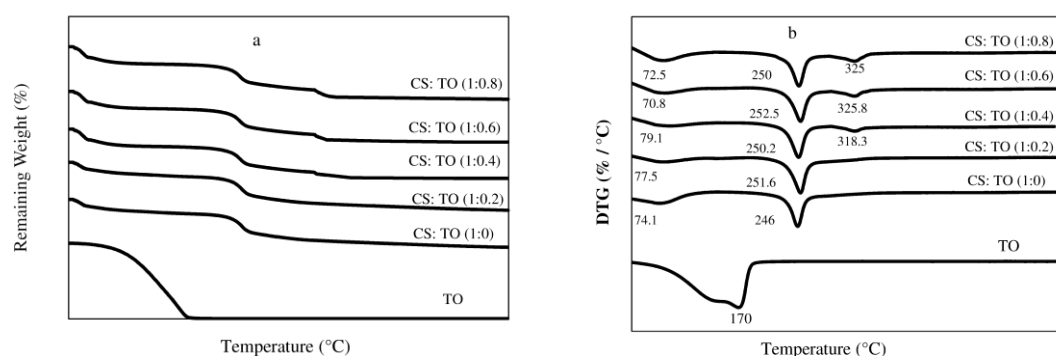 a
CS: TO (1:0.8)
CS: TO (1:0.6)
CS: TO (1:0.4)
CS: TO (1:0.2)
CS: TO (1:0)
TO
Remaining Weight (%)
Temperature (°C)
b
CS: TO (1:0.8)
72.5 250 325
CS: TO (1:0.6)
70.8 252.5 325.8
CS: TO (1:0.4)
79.1 250.2 318.3
CS: TO (1:0.2)
77.5 251.6
CS: TO (1:0)
74.1 246
TO
170
DTG (% / °C)
Temperature (°C)